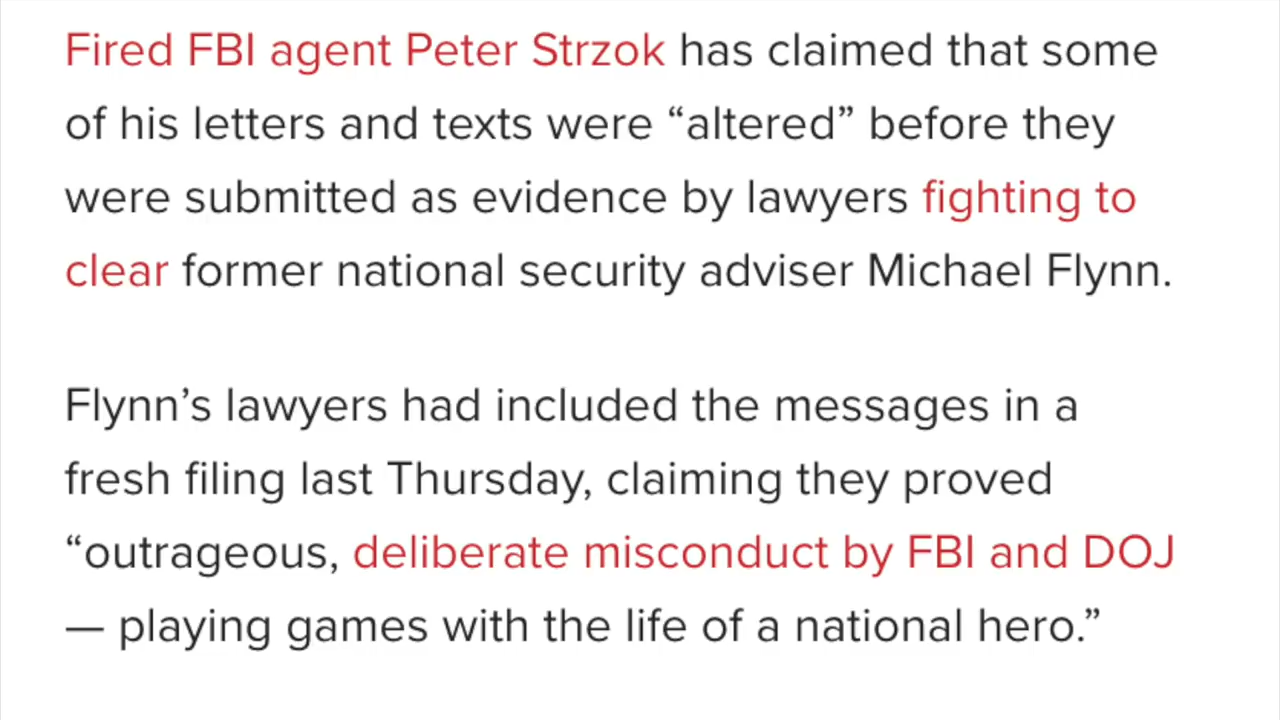 Fired FBI agent Peter Strzok has claimed that some
of his letters and texts were “altered” before they
were submitted as evidence by lawyers fighting to
clear former national security adviser Michael Flynn.
Flynn’s lawyers had included the messages in a
fresh filing last Thursday, claiming they proved
“outrageous, deliberate misconduct by FBI and DOJ
— playing games with the life of a national hero.”